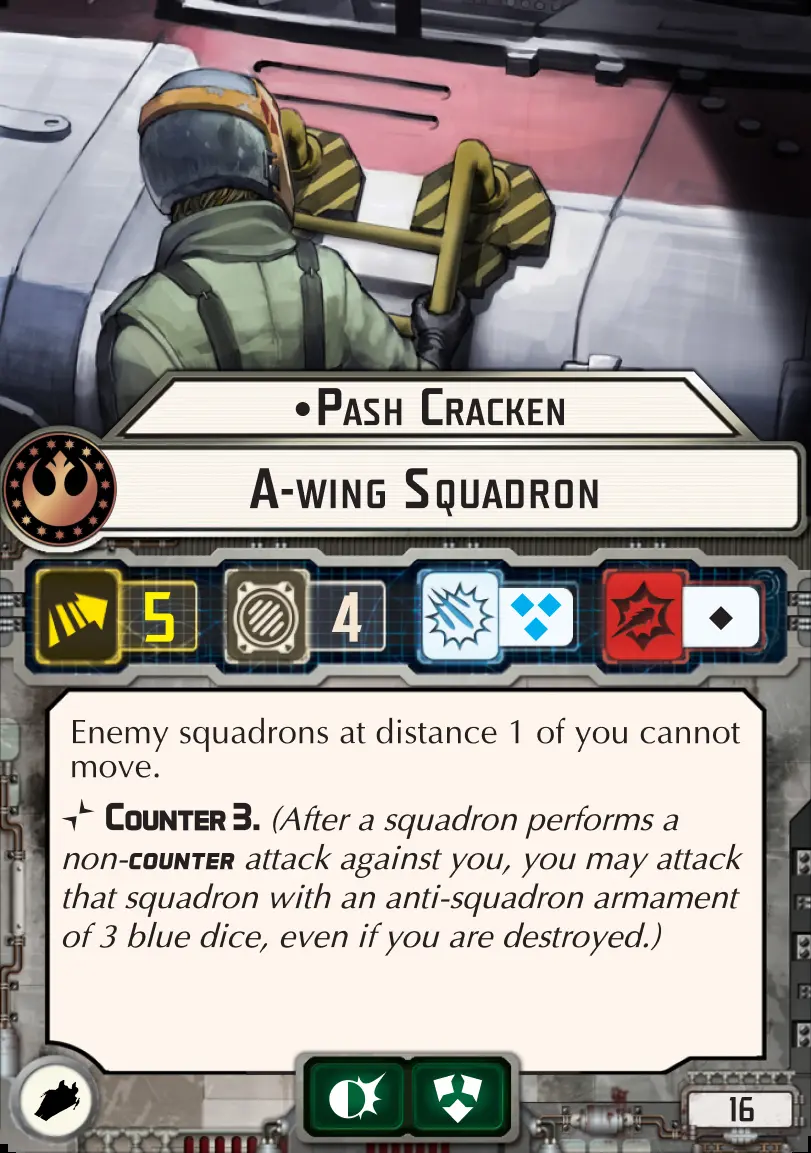 •Pash Cracken
A-wing Squadron
5 4
Enemy squadrons at distance 1 of you cannot
move.
Counter 3. (After a squadron performs a
non-counter attack against you, you may attack
that squadron with an anti-squadron armament
of 3 blue dice, even if you are destroyed.)
16